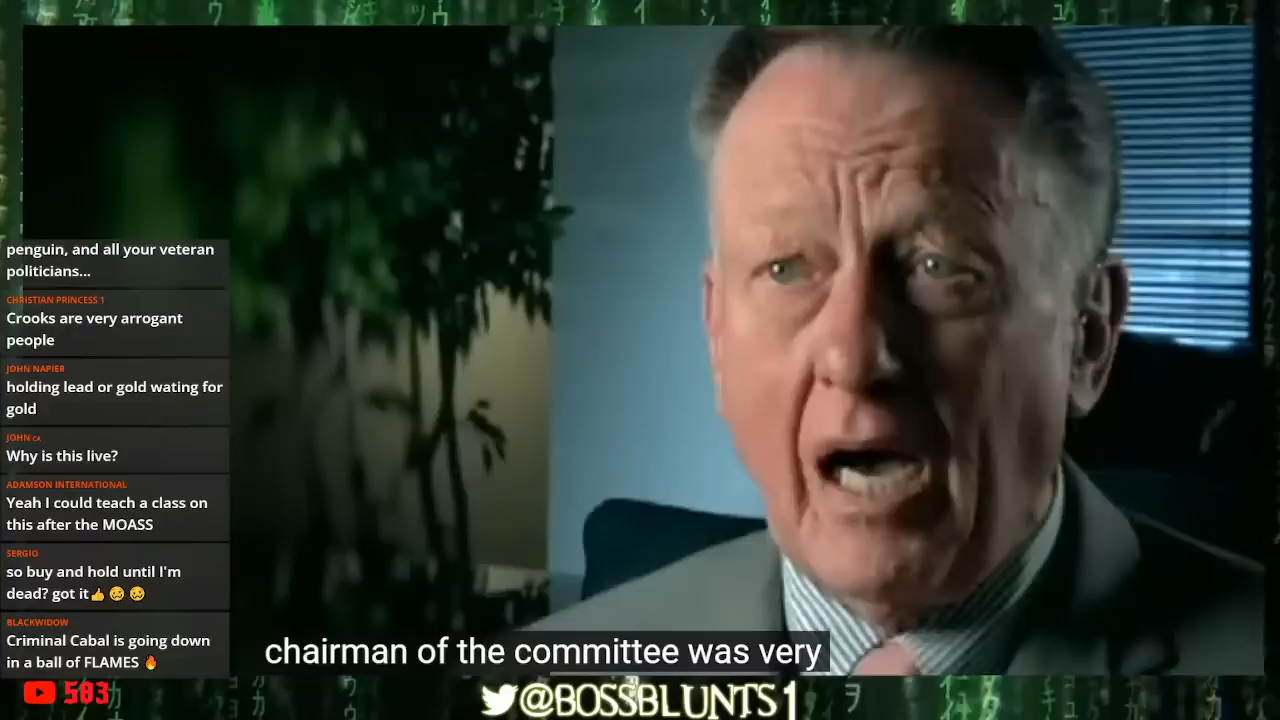 penguin, and all your veteran
politicians...
CHRISTIAN PRINCESS 1
Crooks are very arrogant
people
JOHN NAPIER
holding lead or gold wating for
gold
JOHN CA
Why is this live?
ADAMSON INTERNATIONAL
Yeah I could teach a class on
this after the MOASS
SERGIO
so buy and hold until I'm
dead? got it👍😢😢
BLACKWIDOW
Criminal Cabal is going down
in a ball of FLAMES 🔥
chairman of the committee was very
583
@BOSSBLUNTS1